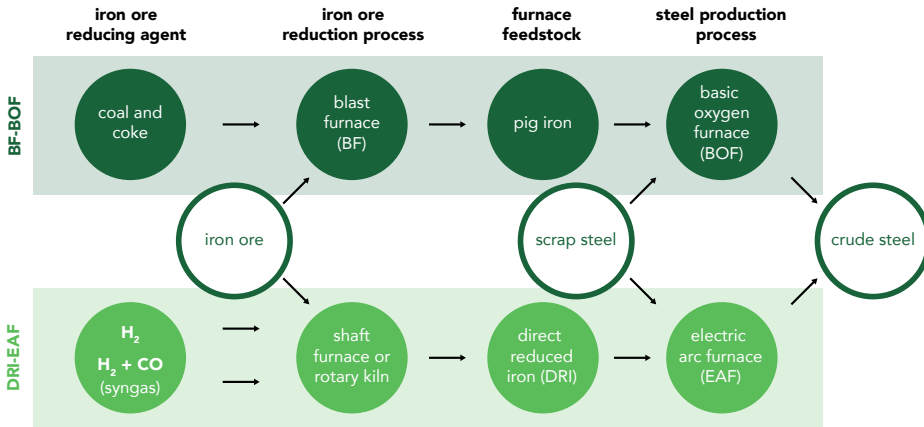 iron ore
reducing agent
iron ore
reduction process
furnace
feedstock
steel production
process
BF-BOF
coal and
coke
blast
furnace
(BF)
pig iron
basic
oxygen
furnace
(BOF)
iron ore
scrap steel
crude steel
DRI-EAF
H₂
H₂ + CO
(syngas)
shaft
furnace or
rotary kiln
direct
reduced
iron (DRI)
electric
arc furnace
(EAF)